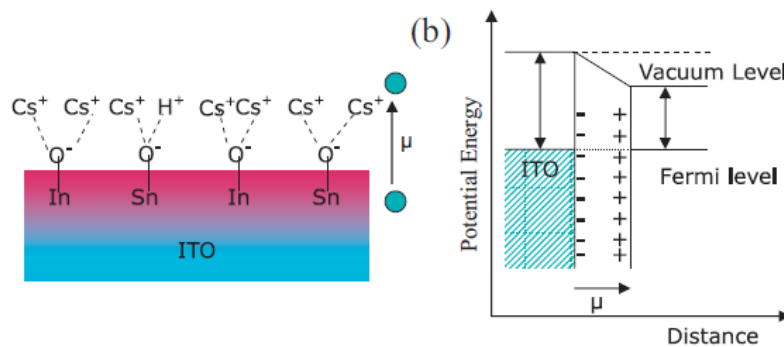 (b)
Cs⁺ Cs⁺ Cs⁺ H⁺ Cs⁺Cs⁺ Cs⁺ Cs⁺
O⁻ O⁻ O⁻ O⁻
μ
In Sn In Sn
ITO
Potential Energy
Vacuum Level
- +
- +
ITO - +
Fermi level
- +
- +
- +
- +
μ
Distance